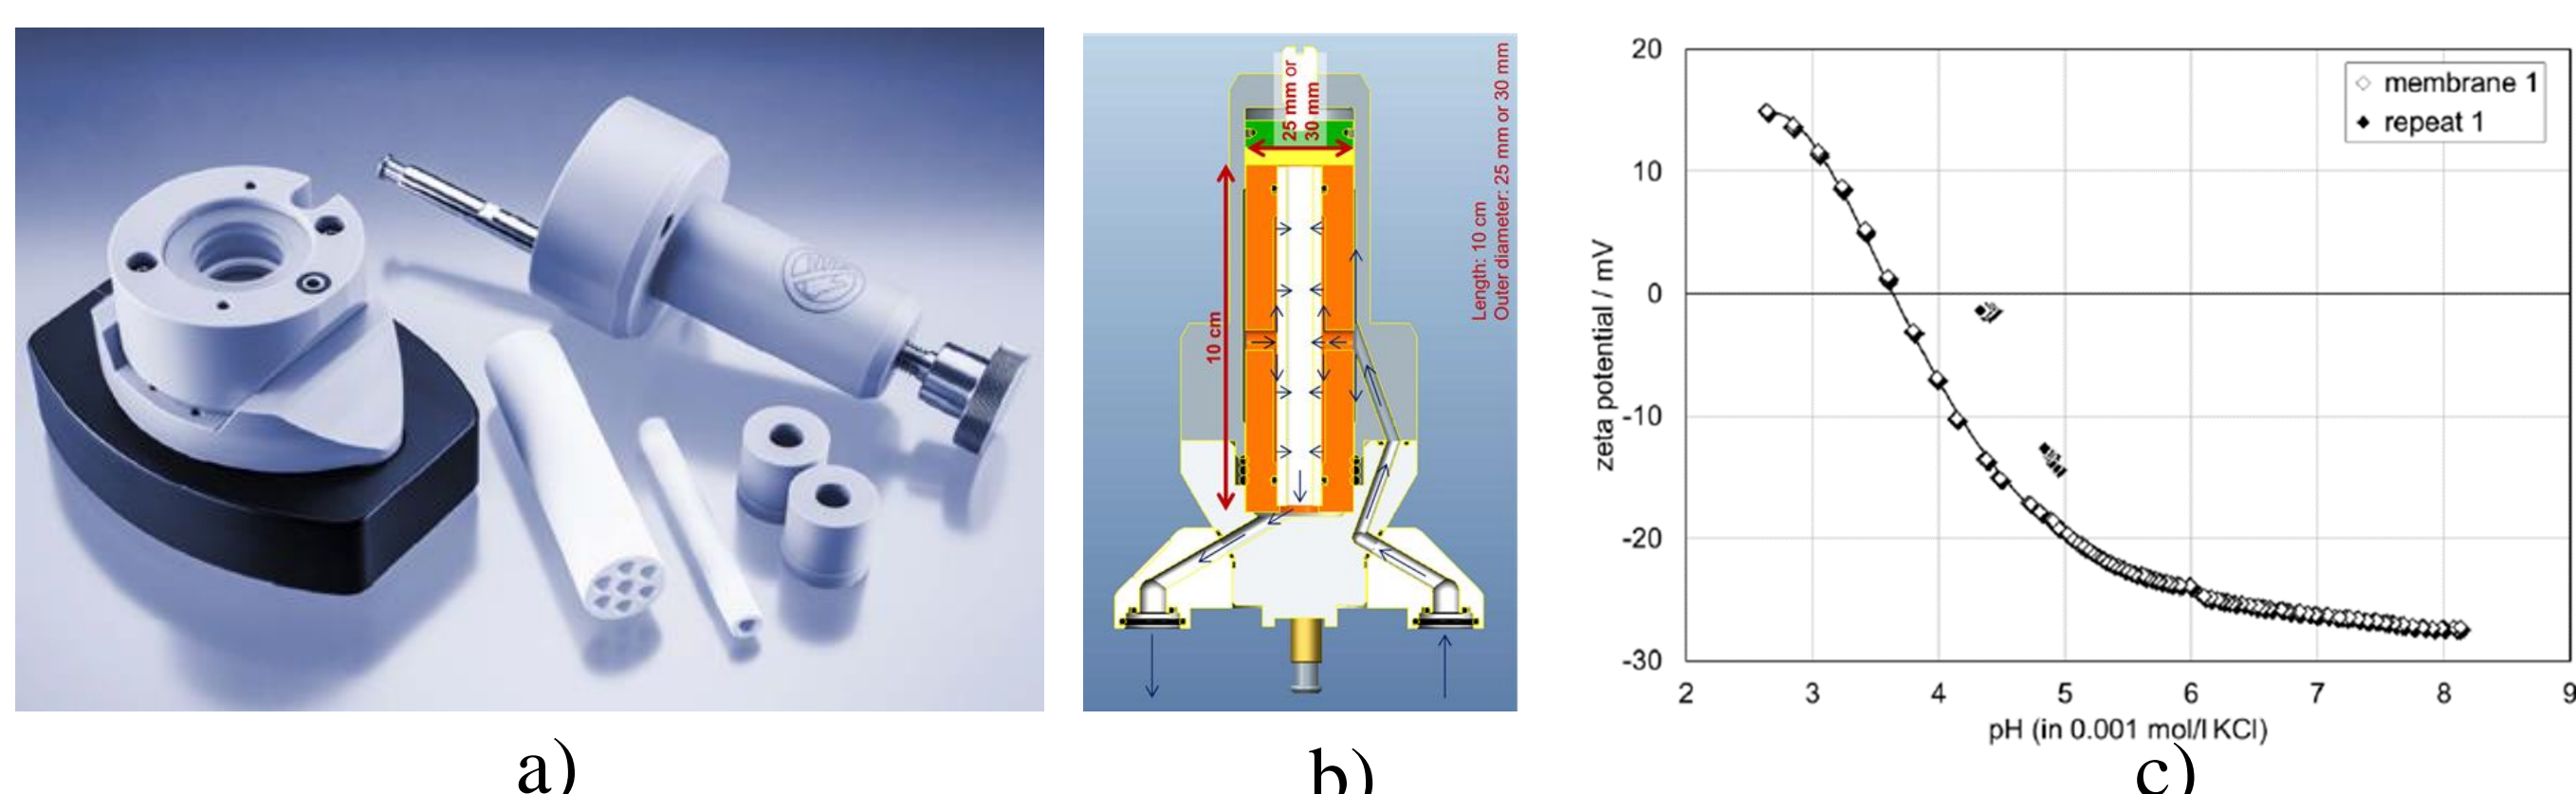 25 mm or
30 mm
10 cm
Length: 10 cm
Outer diameter: 25 mm or 30 mm
20
10
0
-10
-20
-30
zeta potential / mV
membrane 1
repeat 1
2 3 4 5 6 7 8 9
pH (in 0.001 mol/l KCl)
a)
b)
c)